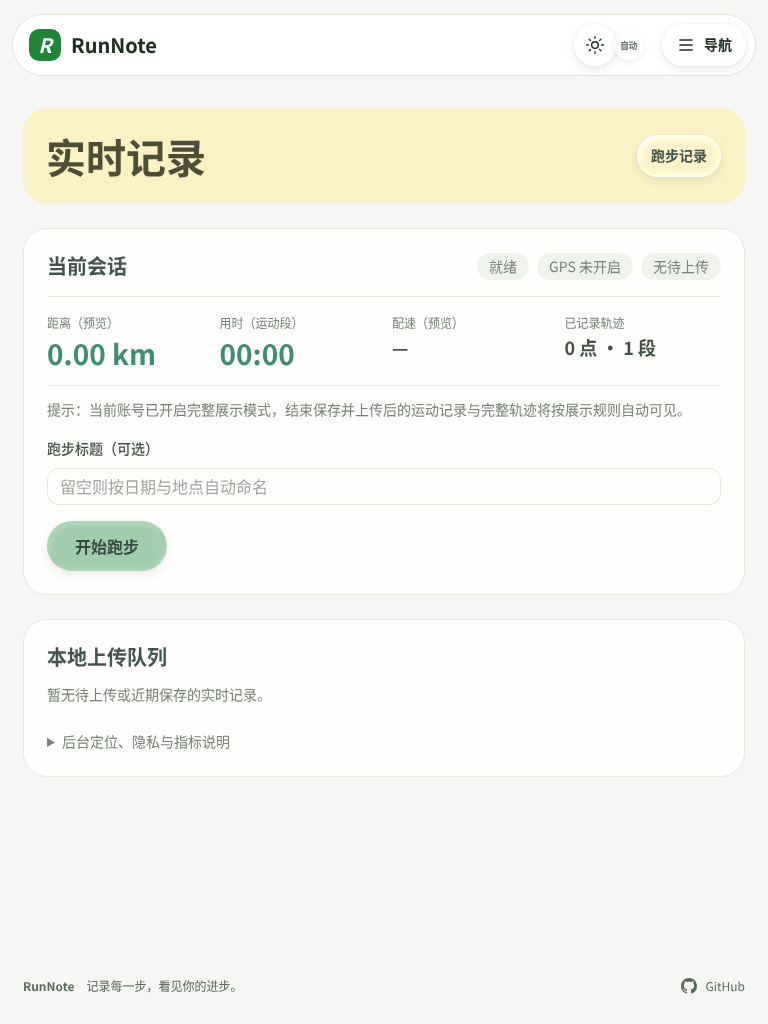 R RunNote 自动 导航
实时记录 跑步记录
当前会话 就绪 GPS 未开启 无待上传
距离（预览） 用时（运动段） 配速（预览） 已记录轨迹
0.00 km 00:00 — 0 点 · 1 段
提示：当前账号已开启完整展示模式，结束保存并上传后的运动记录与完整轨迹将按展示规则自动可见。
跑步标题（可选）
留空则按日期与地点自动命名
开始跑步
本地上传队列
暂无待上传或近期保存的实时记录。
后台定位、隐私与指标说明
RunNote 记录每一步，看见你的进步。 GitHub